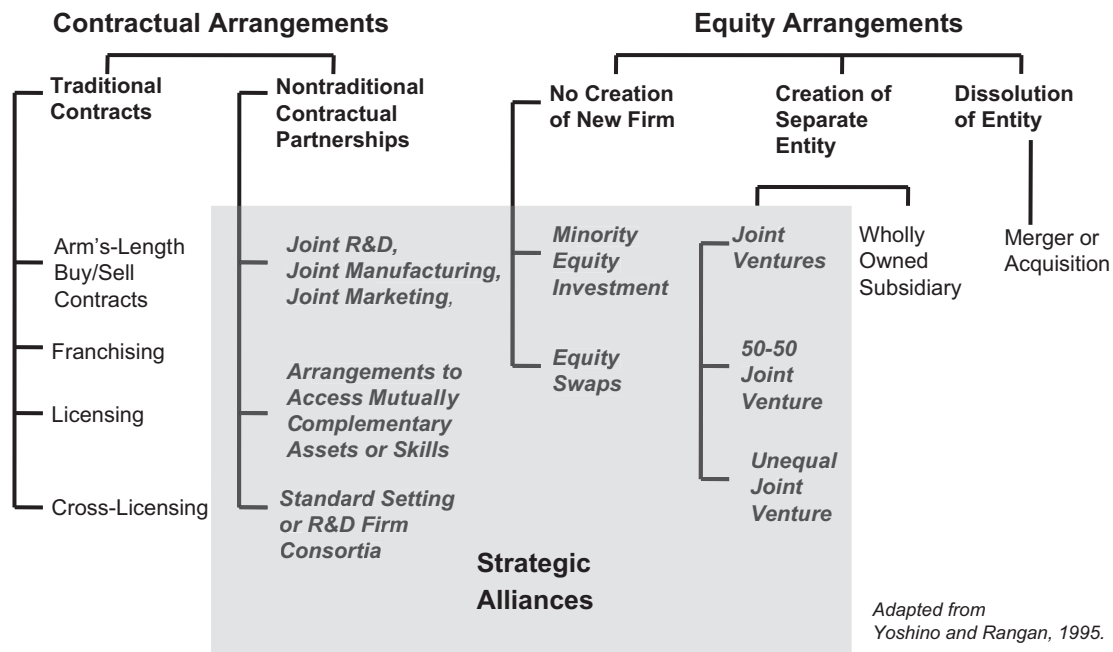 Contractual Arrangements
Equity Arrangements
Traditional
Contracts
Nontraditional
Contractual
Partnerships
No Creation
of New Firm
Creation of
Separate
Entity
Dissolution
of Entity
Arm's-Length
Buy/Sell
Contracts
Franchising
Licensing
Cross-Licensing
Joint R&D,
Joint Manufacturing,
Joint Marketing,
Arrangements to
Access Mutually
Complementary
Assets or Skills
Standard Setting
or R&D Firm
Consortia
Minority
Equity
Investment
Equity
Swaps
Joint
Ventures
50-50
Joint
Venture
Unequal
Joint
Venture
Wholly
Owned
Subsidiary
Merger or
Acquisition
Strategic
Alliances
Adapted from
Yoshino and Rangan, 1995.